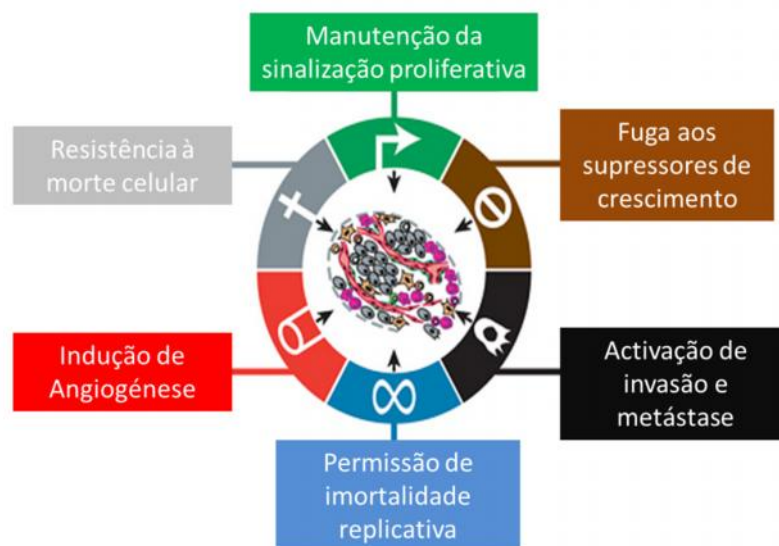 Manutenção da
sinalização proliferativa
Resistência à
morte celular
Fuga aos
supressores de
crescimento
Indução de
Angiogénese
Activação de
invasão e
metástase
Permissão de
imortalidade
replicativa